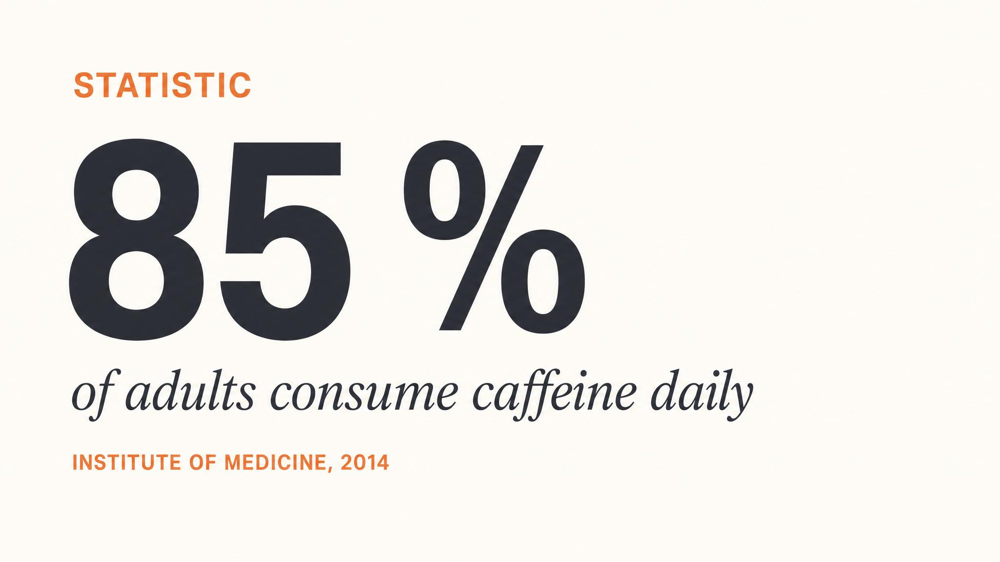 STATISTIC
85 %
of adults consume caffeine daily
INSTITUTE OF MEDICINE, 2014